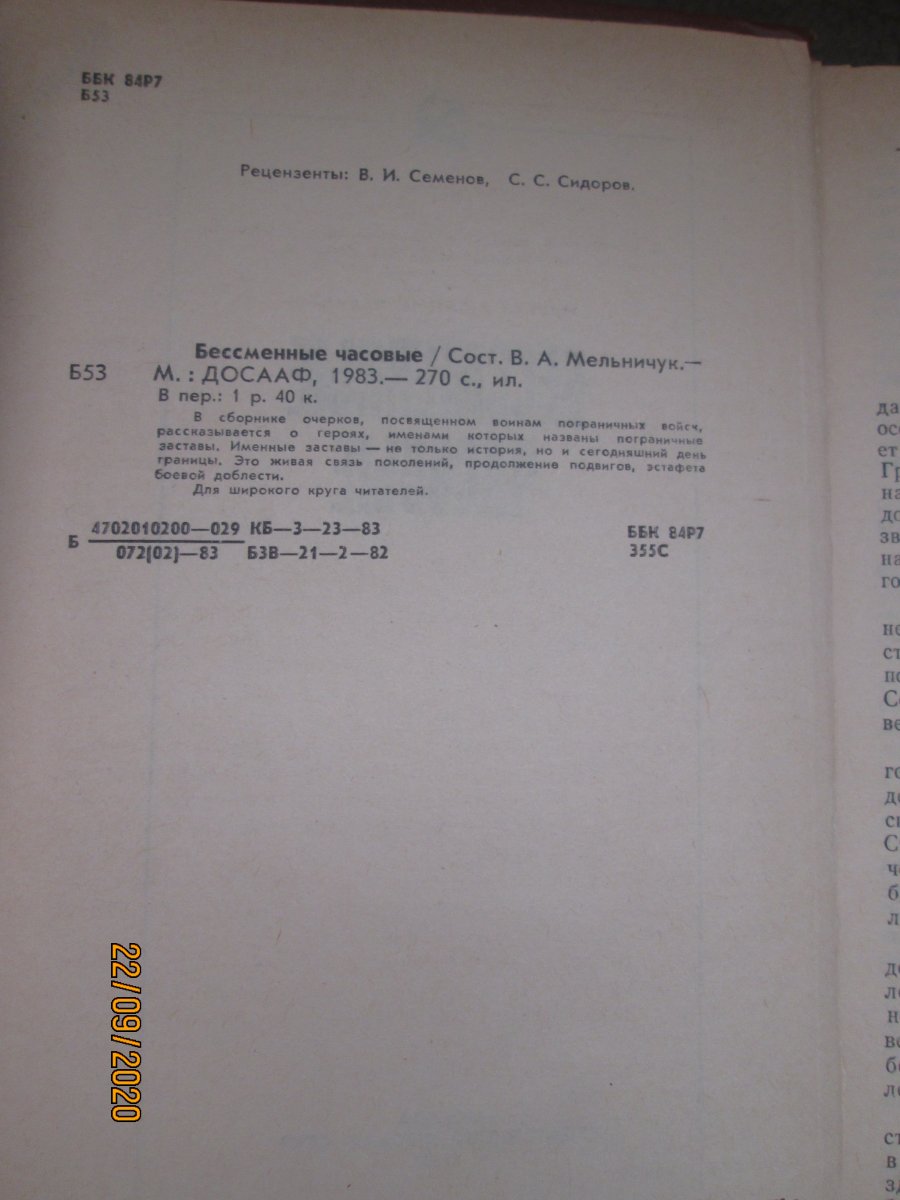 ББК 84Р7
Б53
Рецензенты: В. И. Семенов, С. С. Сидоров.
Бессменные часовые / Сост. В. А. Мельничук.—
Б53 М. : ДОСААФ, 1983.— 270 с., ил.
В пер.: 1 р. 40 к.
В сборнике очерков, посвященном воинам пограничных войск,
рассказывается о героях, именами которых названы пограничные
заставы. Именные заставы — не только история, но и сегодняшний день
границы. Это живая связь поколений, продолжение подвигов, эстафета
боевой доблести.
Для широкого круга читателей.
Б 4702010200—029 КБ—3—23—83
072(02)—83 БЗВ—21—2—82
ББК 84Р7
355С
22/09/2020